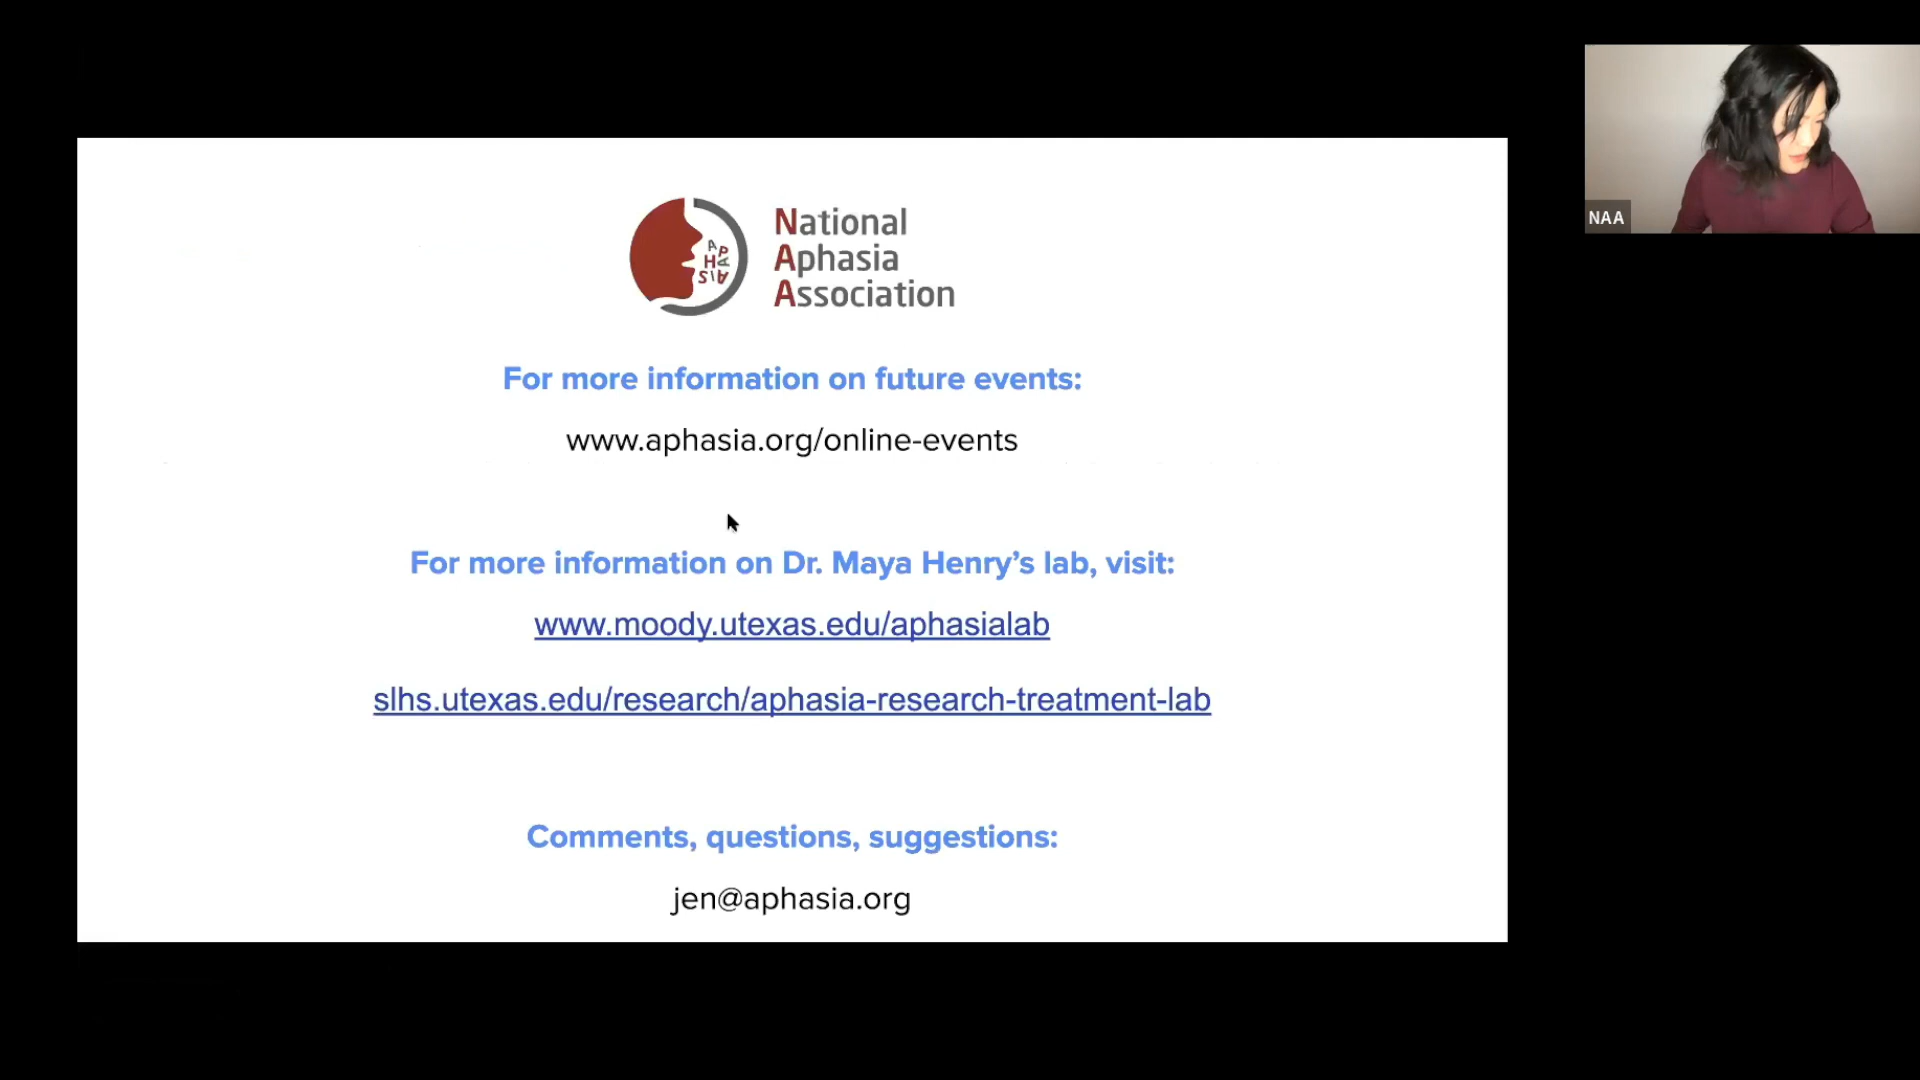 National
Aphasia
Association
APHASIA
For more information on future events:
www.aphasia.org/online-events
For more information on Dr. Maya Henry’s lab, visit:
www.moody.utexas.edu/aphasialab
slhs.utexas.edu/research/aphasia-research-treatment-lab
Comments, questions, suggestions:
jen@aphasia.org
NAA